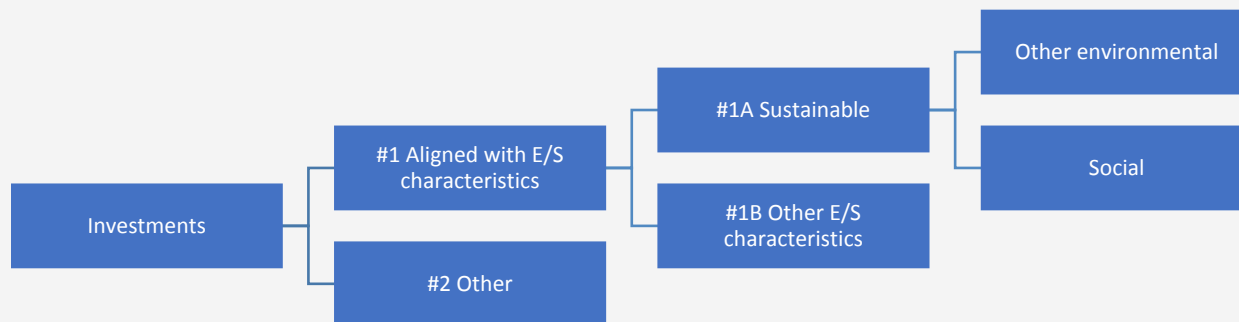 Investments
#1 Aligned with E/S
characteristics
#2 Other
#1A Sustainable
#1B Other E/S
characteristics
Other environmental
Social